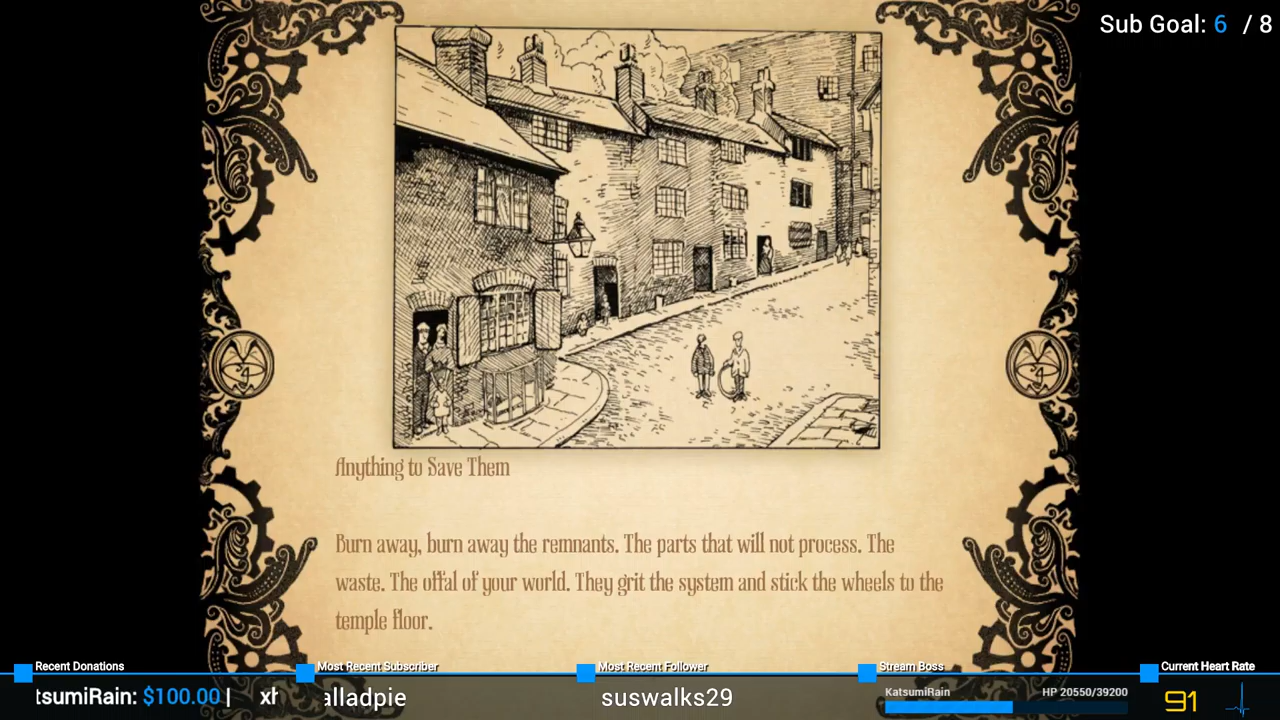 Sub Goal: 6 / 8
Anything to Save Them
Burn away, burn away the remnants. The parts that will not process. The
waste. The offal of your world. They grit the system and stick the wheels to the
temple floor.
Recent Donations
Most Recent Subscriber
Most Recent Follower
Stream Boss
Current Heart Rate
tsumiRain: $100.00 | xh
alladpie
suswalks29
KatsumiRain HP 20550/39200
91